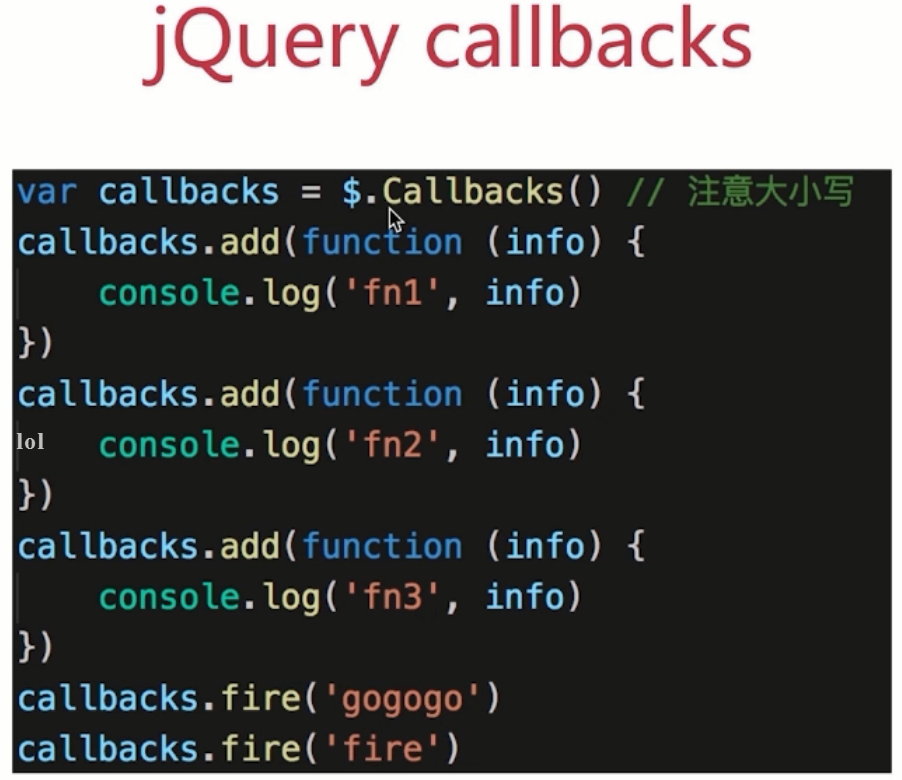 jQuery callbacks
var callbacks = $.Callbacks() // 注意大小写
callbacks.add(function (info) {
    console.log('fn1', info)
})
callbacks.add(function (info) {
lol console.log('fn2', info)
})
callbacks.add(function (info) {
    console.log('fn3', info)
})
callbacks.fire('gogogo')
callbacks.fire('fire')